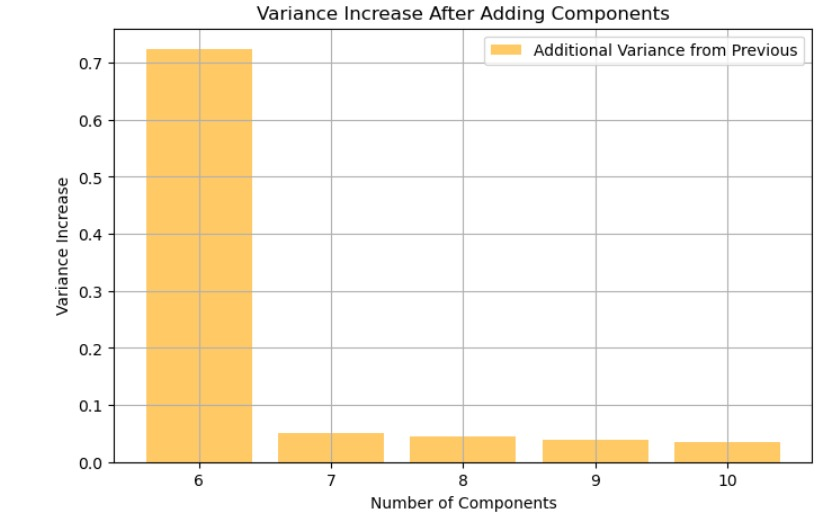 Variance Increase After Adding Components
Additional Variance from Previous
Variance Increase
0.7
0.6
0.5
0.4
0.3
0.2
0.1
0.0
6 7 8 9 10
Number of Components